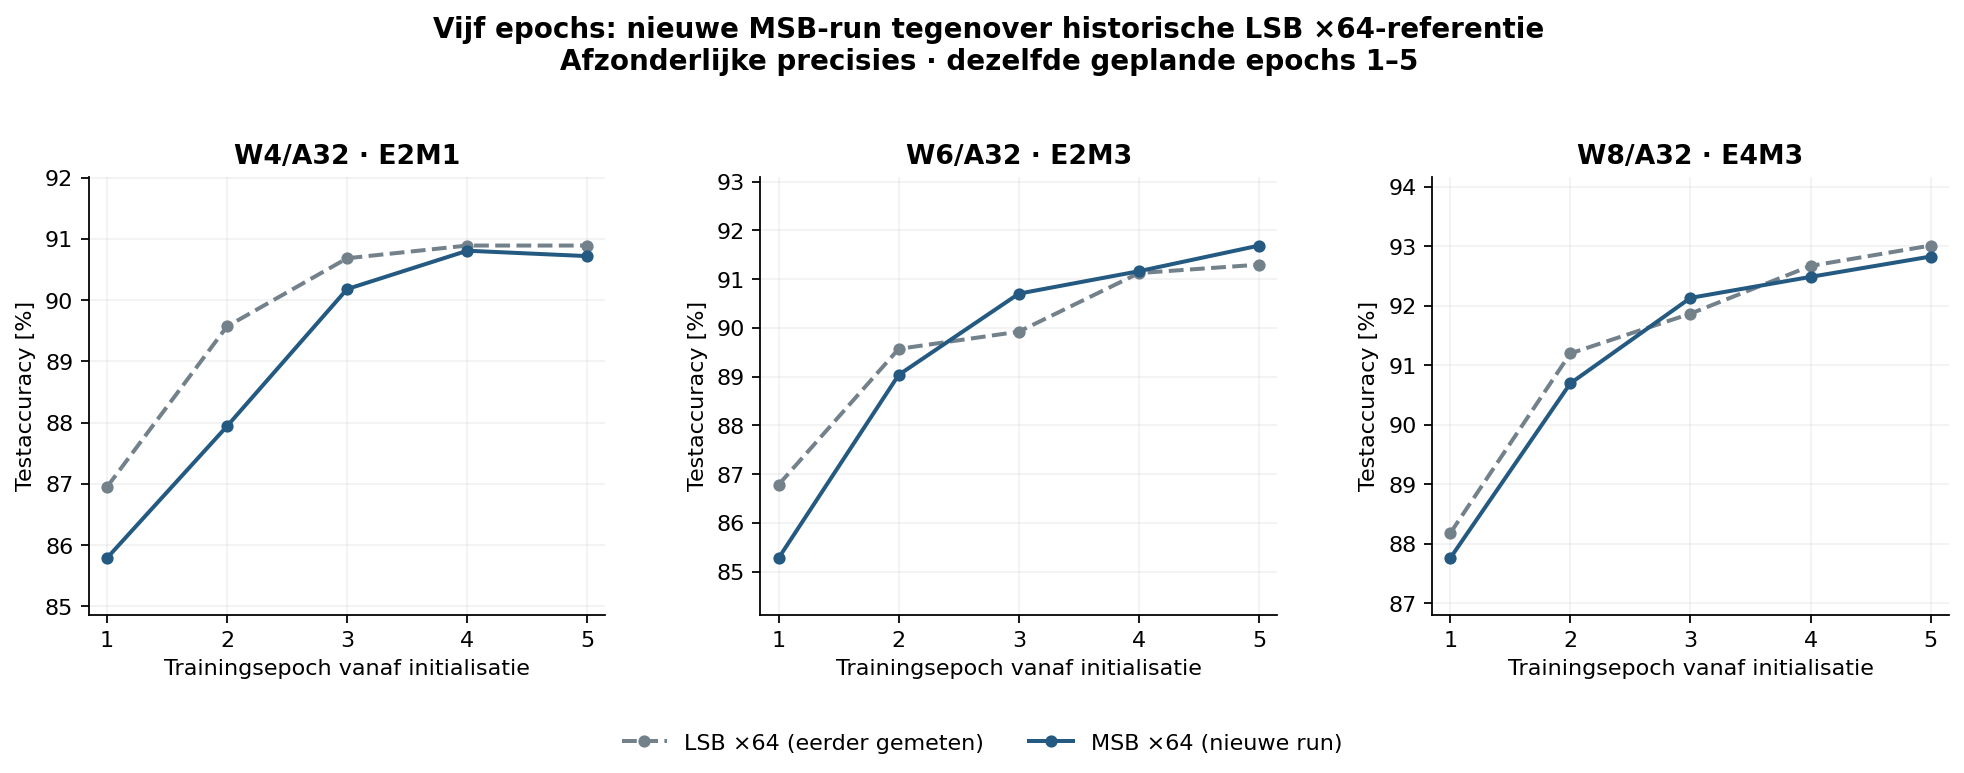 Vijf epochs: nieuwe MSB-run tegenover historische LSB ×64-referentie
Afzonderlijke precisies · dezelfde geplande epochs 1–5
W4/A32 · E2M1
92
91
90
89
88
87
86
85
Testaccuracy [%]
1 2 3 4 5
Trainingsepoch vanaf initialisatie
W6/A32 · E2M3
93
92
91
90
89
88
87
86
85
Testaccuracy [%]
1 2 3 4 5
Trainingsepoch vanaf initialisatie
W8/A32 · E4M3
94
93
92
91
90
89
88
87
Testaccuracy [%]
1 2 3 4 5
Trainingsepoch vanaf initialisatie
LSB ×64 (eerder gemeten)
MSB ×64 (nieuwe run)